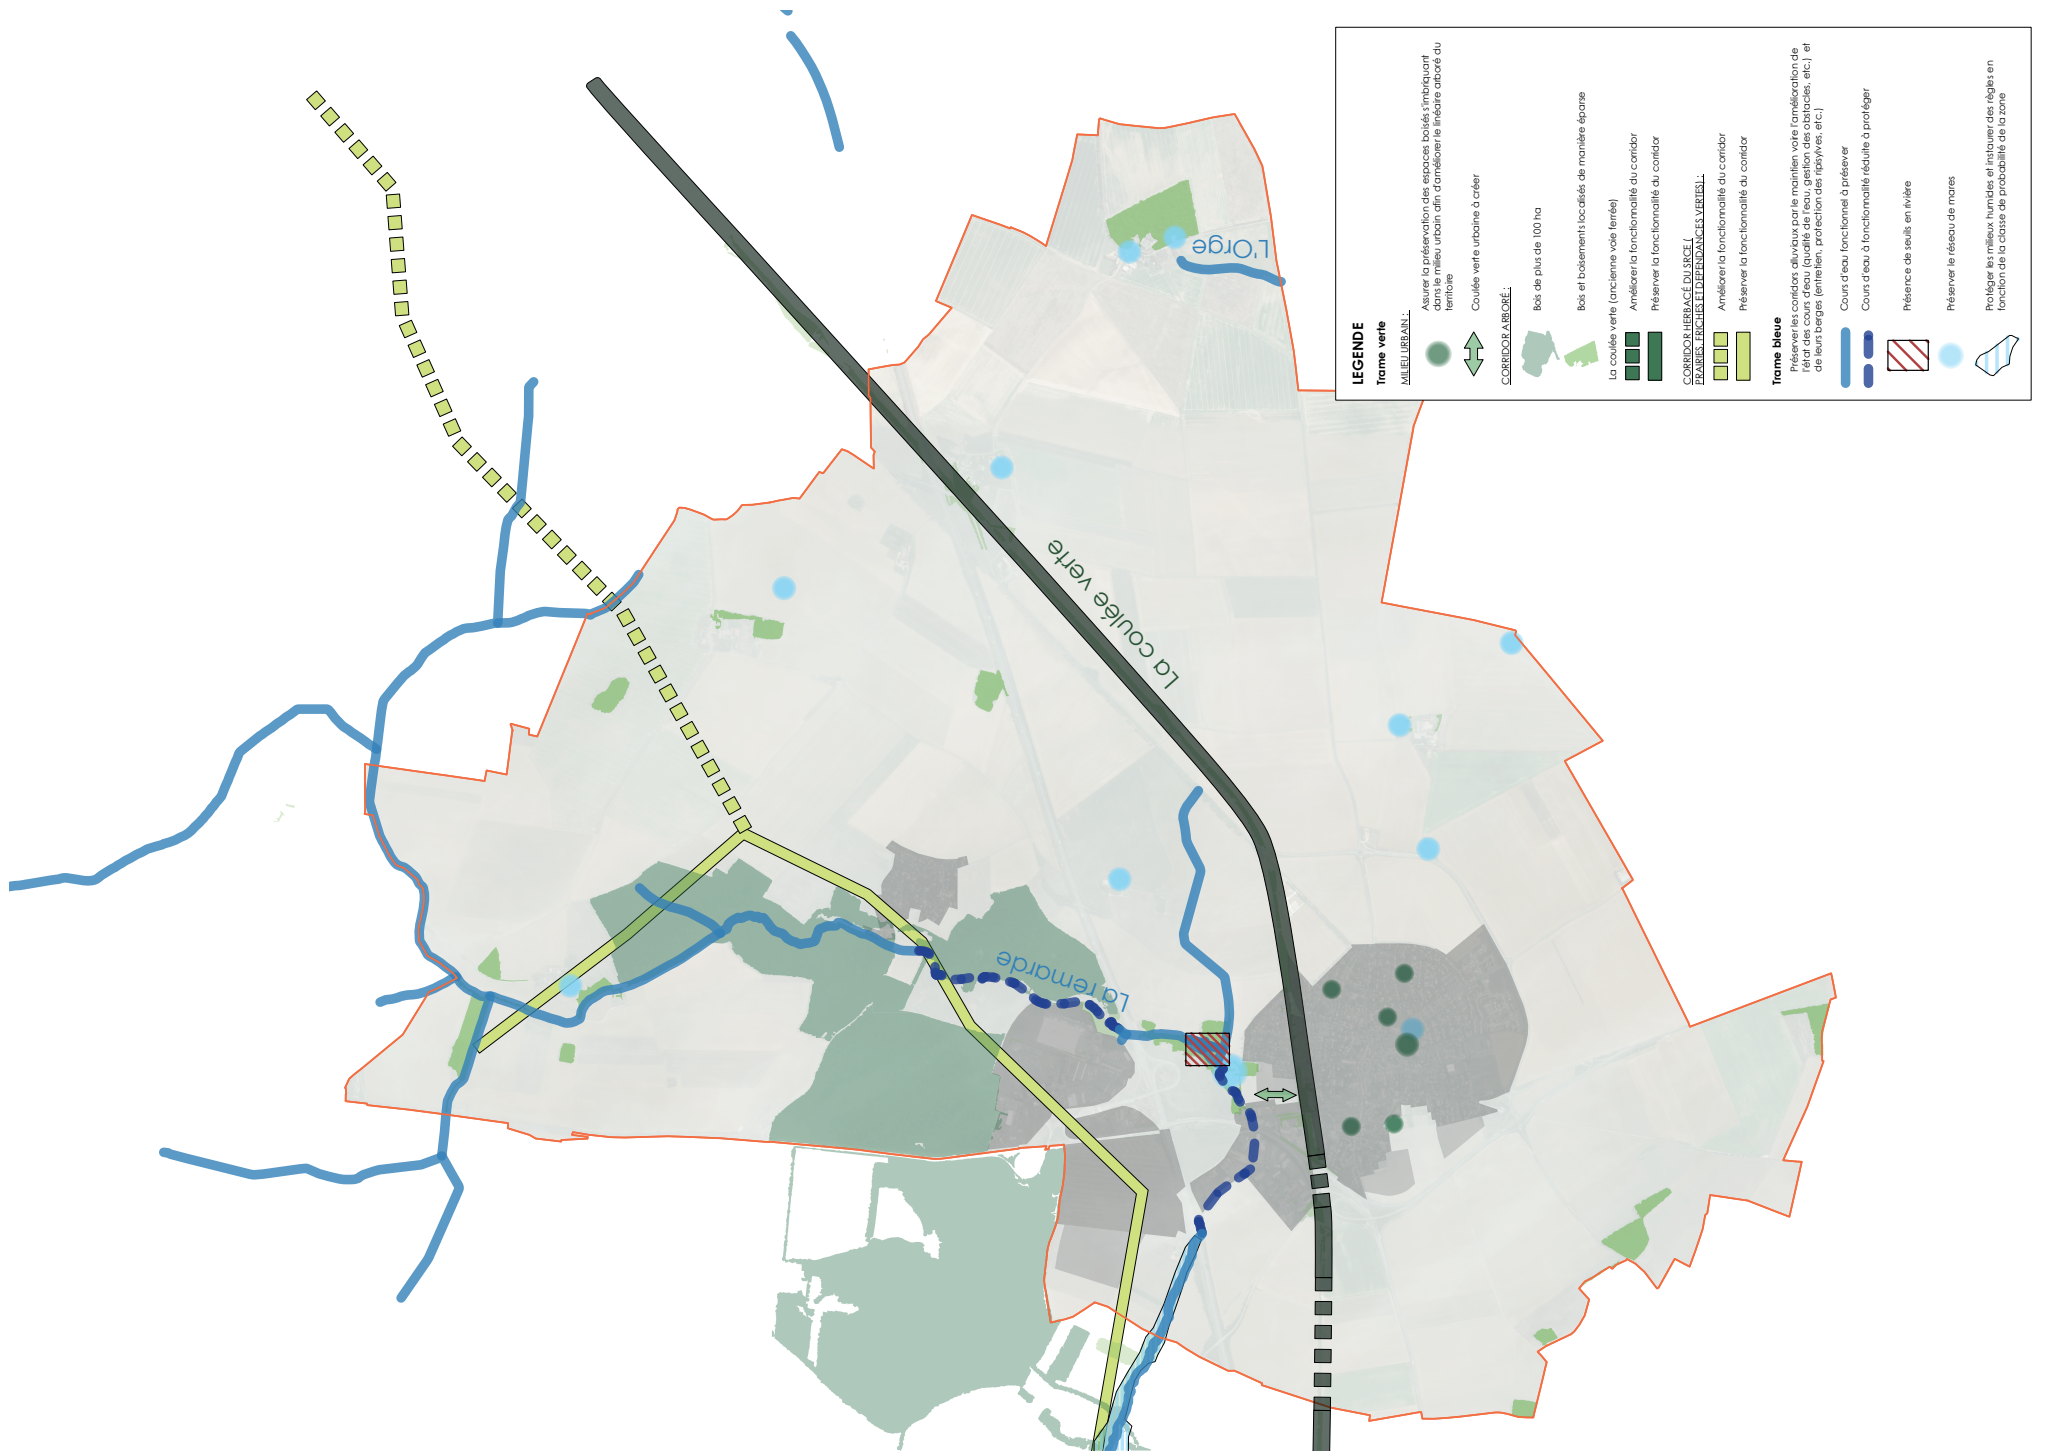 LEGENDE
Trame verte
MILIEU URBAIN :
Assurer la préservation des espaces boisés s'imbriquant
dans le milieu urbain afin d'améliorer le linéaire arboré du
territoire
Coulée verte urbaine à créer
CORRIDOR ARBORÉ :
Bois de plus de 100 ha
Bois et boisements localisés de manière éparse
La coulée verte (ancienne voie ferrée)
Améliorer la fonctionnalité du corridor
Préserver la fonctionnalité du corridor
CORRIDOR HERBACÉ DU SRCE (
PRAIRIES, FRICHES ET DEPENDANCES VERTES) :
Améliorer la fonctionnalité du corridor
Préserver la fonctionnalité du corridor
Trame bleue
Préserver les corridors alluviaux par le maintien voire l'amélioration de
l'état des cours d'eau (qualité de l'eau, gestion des obstacles, etc.) et
de leurs berges (entretien, protection des ripisylves, etc.)
Cours d'eau fonctionnel à présever
Cours d'eau à fonctionnalité réduite à protéger
Présence de seuils en rivière
Préserver le réseau de mares
Protéger les milieux humides et instaurer des règles en
fonction de la classe de probabilité de la zone
L'Orge
La coulée verte
La remarde